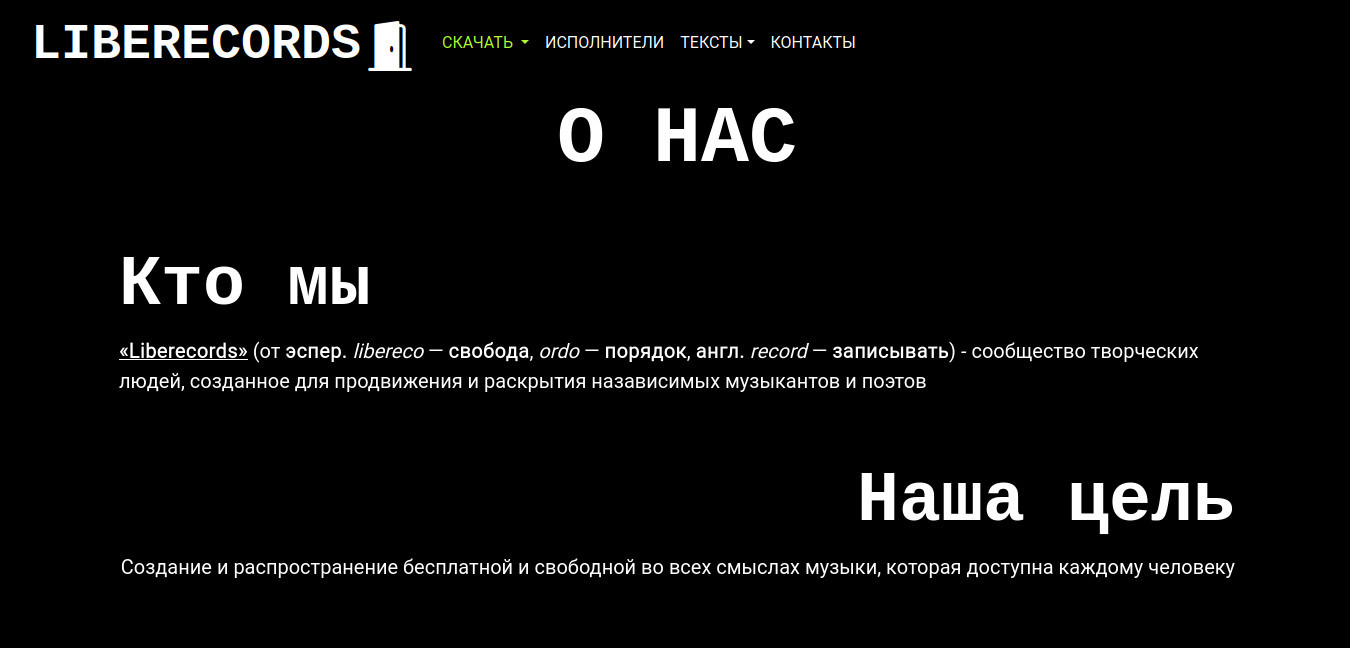 LIBERECORDS СКАЧАТЬ ИСПОЛНИТЕЛИ ТЕКСТЫ КОНТАКТЫ
О НАС
Кто мы
«Liberecords» (от эспер. libereco — свобода, ordo — порядок, англ. record — записывать) - сообщество творческих
людей, созданное для продвижения и раскрытия назависимых музыкантов и поэтов
Наша цель
Создание и распространение бесплатной и свободной во всех смыслах музыки, которая доступна каждому человеку